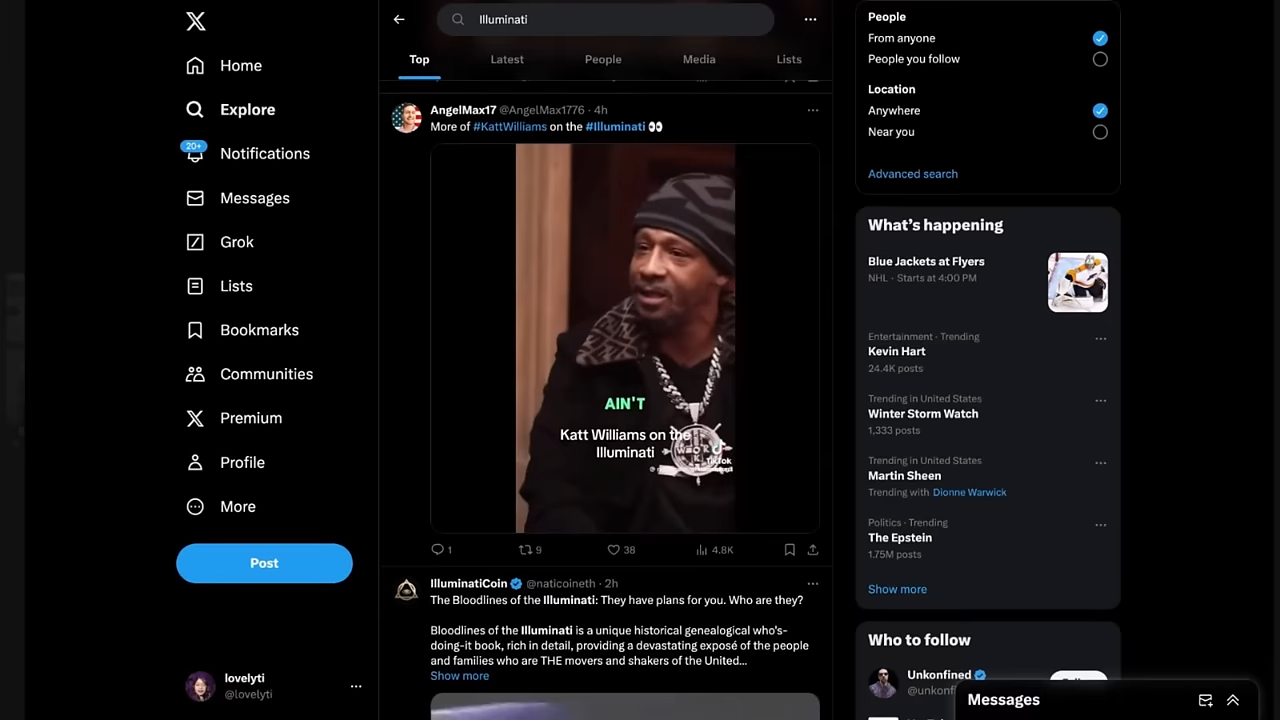 Home
Explore
20+
Notifications
Messages
Grok
Lists
Bookmarks
Communities
Premium
Profile
More
Post
lovelyti
@lovelyti
Illuminati
Top
Latest
People
Media
Lists
AngelMax17 @AngelMax1776 · 4h
More of #KattWilliams on the #Illuminati 👀
AIN'T
Katt Williams on the
Illuminati
TikTok
1
9
38
4.8K
IlluminatiCoin @naticoineth · 2h
The Bloodlines of the Illuminati: They have plans for you. Who are they?
Bloodlines of the Illuminati is a unique historical genealogical who's-
doing-it book, rich in detail, providing a devastating exposé of the people
and families who are THE movers and shakers of the United...
Show more
People
From anyone
People you follow
Location
Anywhere
Near you
Advanced search
What's happening
Blue Jackets at Flyers
NHL · Starts at 4:00 PM
Entertainment · Trending
Kevin Hart
24.4K posts
Trending in United States
Winter Storm Watch
1,333 posts
Trending in United States
Martin Sheen
Trending with Dionne Warwick
Politics · Trending
The Epstein
1.75M posts
Show more
Who to follow
Unkonfined
Messages